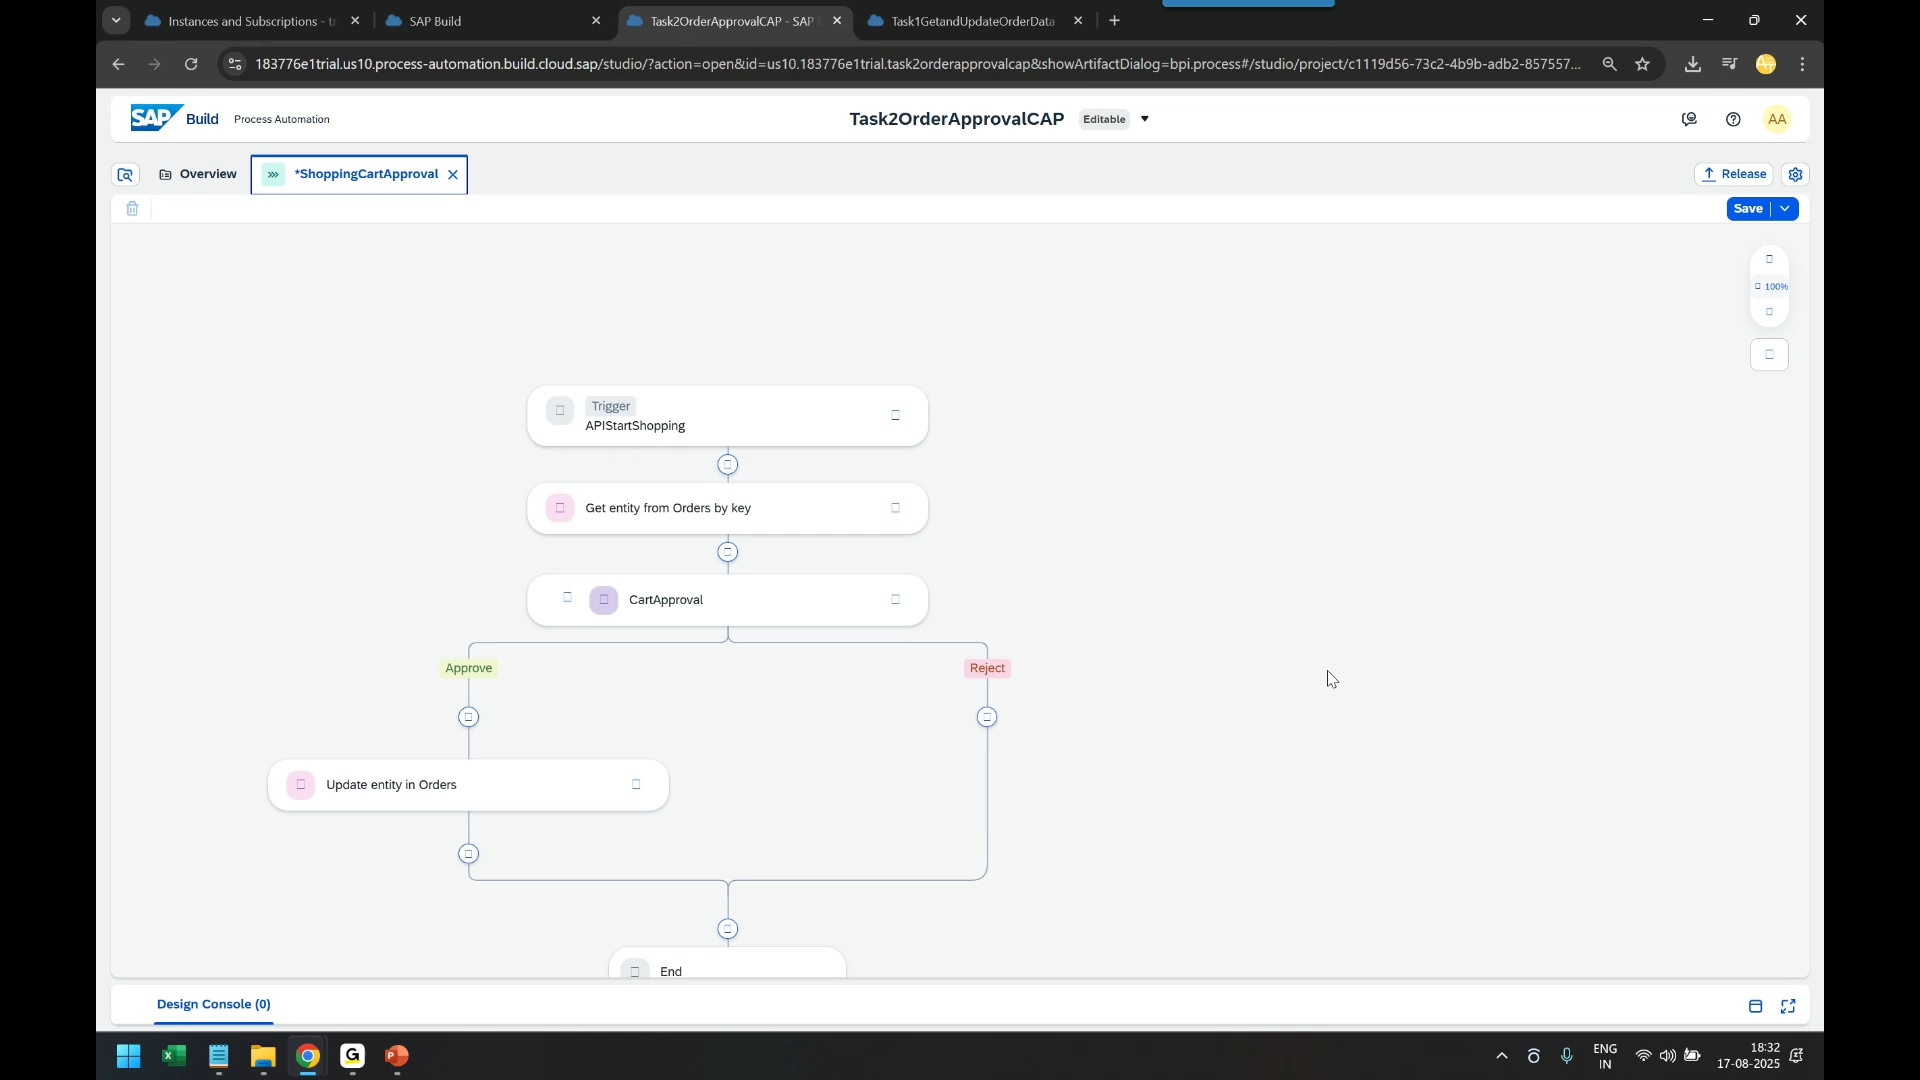 Instances and Subscriptions - tr
SAP Build
Task2OrderApprovalCAP - SAP
Task1GetandUpdateOrderData
183776e1trial.us10.process-automation.build.cloud.sap/studio/?action=open&id=us10.183776e1trial.task2orderapprovalcap&showArtifactDialog=bpi.process#/studio/project/c1119d56-73c2-4b9b-adb2-857557...
SAP Build Process Automation
Task2OrderApprovalCAP Editable
AA
Overview
*ShoppingCartApproval
Release
Save
100%
Trigger
APIStartShopping
Get entity from Orders by key
CartApproval
Approve
Reject
Update entity in Orders
End
Design Console (0)
ENG
IN
18:32
17-08-2025